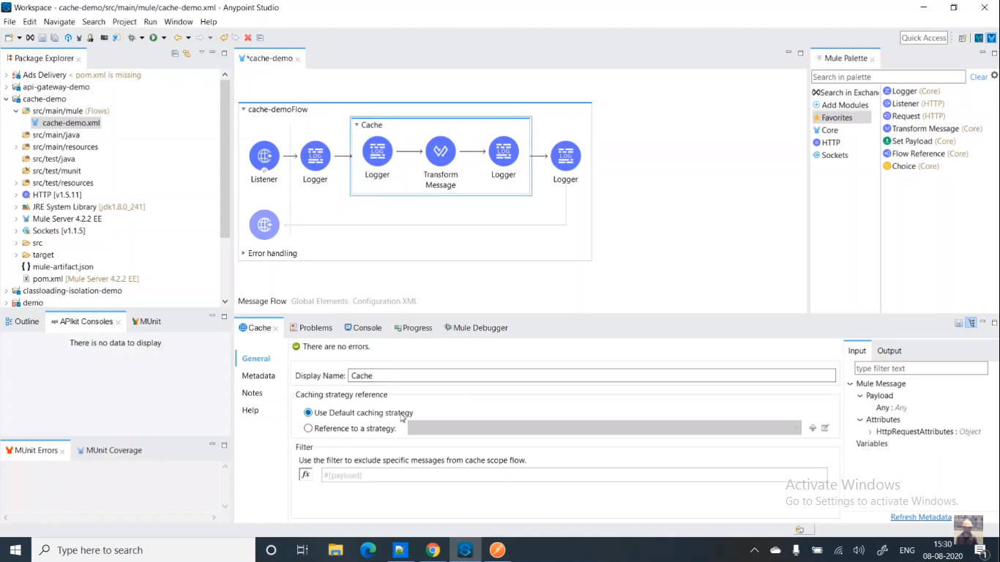 Workspace - cache-demo/src/main/mule/cache-demo.xml - Anypoint Studio
File Edit Navigate Search Project Run Window Help
Quick Access
Package Explorer
*cache-demo
Mule Palette
Ads Delivery < pom.xml is missing
api-gateway-demo
cache-demo
src/main/mule (Flows)
cache-demo.xml
src/main/java
src/main/resources
src/test/java
src/test/munit
src/test/resources
HTTP [v1.5.11]
JRE System Library [jdk1.8.0_241]
Mule Server 4.2.2 EE
Sockets [v1.1.5]
src
target
mule-artifact.json
pom.xml [Mule Server 4.2.2 EE]
classloading-isolation-demo
demo
cache-demoFlow
Cache
LOG
LOG
LOG
LOG
Listener
Logger
Logger
Transform
Message
Logger
Logger
Error handling
Message Flow Global Elements Configuration XML
Search in palette
Clear
Search in Exchan
Add Modules
Favorites
Core
HTTP
Sockets
Logger (Core)
Listener (HTTP)
Request (HTTP)
Transform Message (Core)
Set Payload (Core)
Flow Reference (Core)
Choice (Core)
Outline
api APIkit Consoles
MUnit
There is no data to display
MUnit Errors
MUnit Coverage
Cache
Problems
Console
Progress
Mule Debugger
There are no errors.
General
Metadata
Notes
Help
Display Name: Cache
Caching strategy reference
Use Default caching strategy
Reference to a strategy:
Filter
Use the filter to exclude specific messages from cache scope flow.
fx
#[payload]
Input
Output
type filter text
Mule Message
Payload
Any : Any
Attributes
HttpRequestAttributes : Object
Variables
Activate Windows
Go to Settings to activate Windows.
Refresh Metadata
Type here to search
ENG
15:30
08-08-2020
1